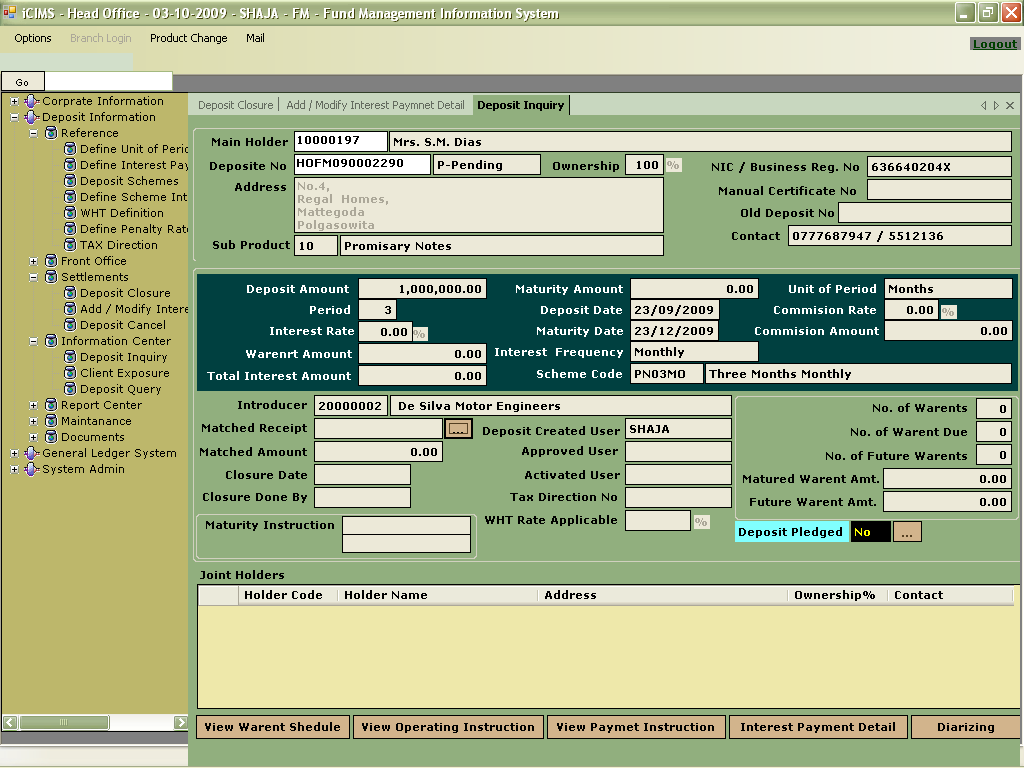 iCIMS - Head Office - 03-10-2009 - SHAJA - FM - Fund Management Information System
Options Branch Login Product Change Mail
Logout
Go
Corprate Information
Deposit Information
Reference
Define Unit of Peric
Define Interest Pay
Deposit Schemes
Define Scheme Int
WHT Definition
Define Penalty Rate
TAX Direction
Front Office
Settlements
Deposit Closure
Add / Modify Intere
Deposit Cancel
Information Center
Deposit Inquiry
Client Exposure
Deposit Query
Report Center
Maintanance
Documents
General Ledger System
System Admin
Deposit Closure Add / Modify Interest Paymnet Detail Deposit Inquiry
Main Holder 10000197 Mrs. S.M. Dias
Deposite No HOFM090002290 P-Pending Ownership 100 % NIC / Business Reg. No 636640204X
Address No.4,
Regal Homes,
Mattegoda
Polgasowita
Manual Certificate No
Old Deposit No
Contact 0777687947 / 5512136
Sub Product 10 Promisary Notes
Deposit Amount 1,000,000.00 Maturity Amount 0.00 Unit of Period Months
Period 3 Deposit Date 23/09/2009 Commision Rate 0.00 %
Interest Rate 0.00 % Maturity Date 23/12/2009 Commision Amount 0.00
Warenrt Amount 0.00 Interest Frequency Monthly
Total Interest Amount 0.00 Scheme Code PN03MO Three Months Monthly
Introducer 20000002 De Silva Motor Engineers
Matched Receipt ... Deposit Created User SHAJA
Matched Amount 0.00 Approved User
Closure Date Activated User
Closure Done By Tax Direction No
Maturity Instruction WHT Rate Applicable %
No. of Warents 0
No. of Warent Due 0
No. of Future Warents 0
Matured Warent Amt. 0.00
Future Warent Amt. 0.00
Deposit Pledged No ...
Joint Holders
Holder Code Holder Name Address Ownership% Contact
View Warent Shedule View Operating Instruction View Paymet Instruction Interest Payment Detail Diarizing